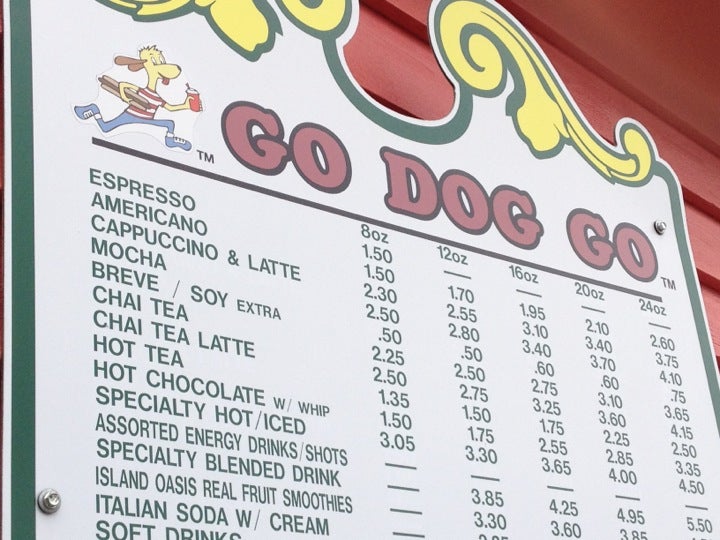 GO DOG GO TM
TM
8oz 12oz 16oz 20oz 24oz
ESPRESSO 1.50 — — — —
AMERICANO 1.50 1.70 1.95 2.10 2.60
CAPPUCCINO & LATTE 2.30 2.55 3.10 3.40 3.75
MOCHA 2.50 2.80 3.40 3.70 4.10
BREVE / SOY EXTRA .50 .50 .60 .60 .75
CHAI TEA 2.25 2.50 2.75 3.10 3.65
CHAI TEA LATTE 2.50 2.75 3.25 3.60 4.15
HOT TEA 1.35 1.50 2.25 2.50
HOT CHOCOLATE W/ WHIP 1.50 1.75 2.55 2.85 3.35
SPECIALTY HOT/ICED 3.05 3.30 3.65 4.00 4.50
ASSORTED ENERGY DRINKS/SHOTS — — — — —
SPECIALTY BLENDED DRINK — 3.85 4.25 4.95 5.50
ISLAND OASIS REAL FRUIT SMOOTHIES — 3.30 3.60
ITALIAN SODA W/ CREAM
SOFT DRINKS